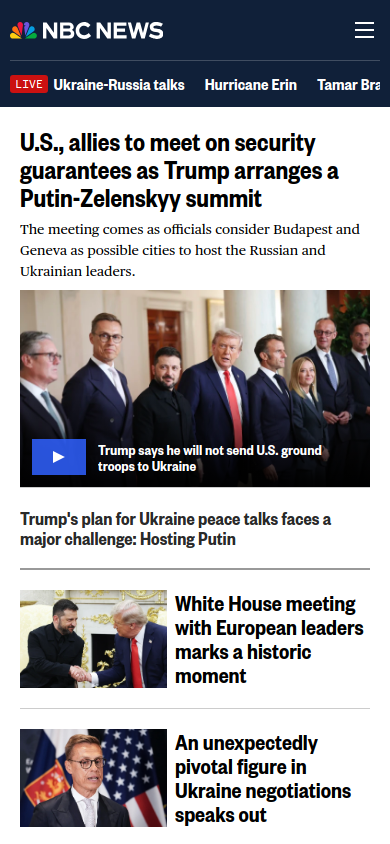 NBC NEWS
LIVE Ukraine-Russia talks Hurricane Erin Tamar
U.S., allies to meet on security
guarantees as Trump arranges a
Putin-Zelenskyy summit
The meeting comes as officials consider Budapest and
Geneva as possible cities to host the Russian and
Ukrainian leaders.
Trump says he will not send U.S. ground
troops to Ukraine
Trump's plan for Ukraine peace talks faces a
major challenge: Hosting Putin
White House meeting
with European leaders
marks a historic
moment
An unexpectedly
pivotal figure in
Ukraine negotiations
speaks out